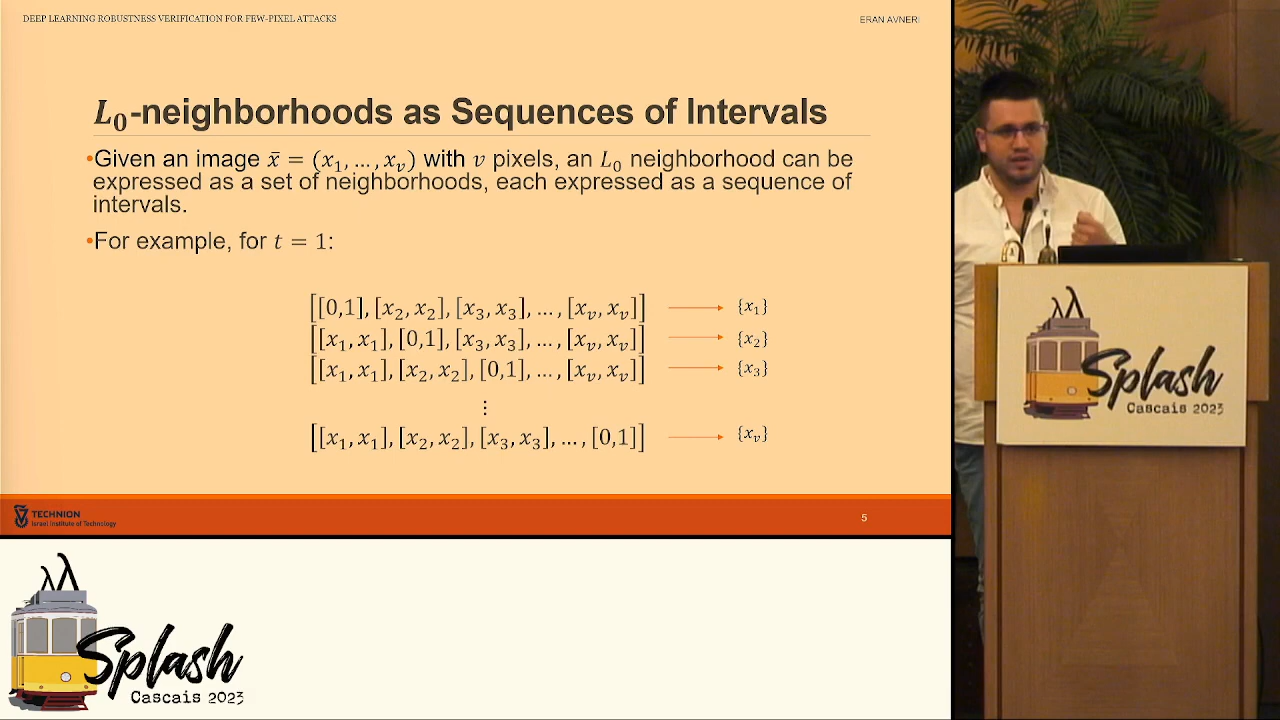 DEEP LEARNING ROBUSTNESS VERIFICATION FOR FEW-PIXEL ATTACKS
ERAN AVNERI
L₀-neighborhoods as Sequences of Intervals
•Given an image x̄ = (x₁, … , xᵥ) with v pixels, an L₀ neighborhood can be
expressed as a set of neighborhoods, each expressed as a sequence of
intervals.
•For example, for t = 1:
[[0,1], [x₂, x₂], [x₃, x₃], … , [xᵥ, xᵥ]] → {x₁}
[[x₁, x₁], [0,1], [x₃, x₃], … , [xᵥ, xᵥ]] → {x₂}
[[x₁, x₁], [x₂, x₂], [0,1], … , [xᵥ, xᵥ]] → {x₃}
⋮
[[x₁, x₁], [x₂, x₂], [x₃, x₃], … , [0,1]] → {xᵥ}
TECHNION
Israel Institute of Technology
5
Splash
Cascais 2023
Splash
Cascais 2023